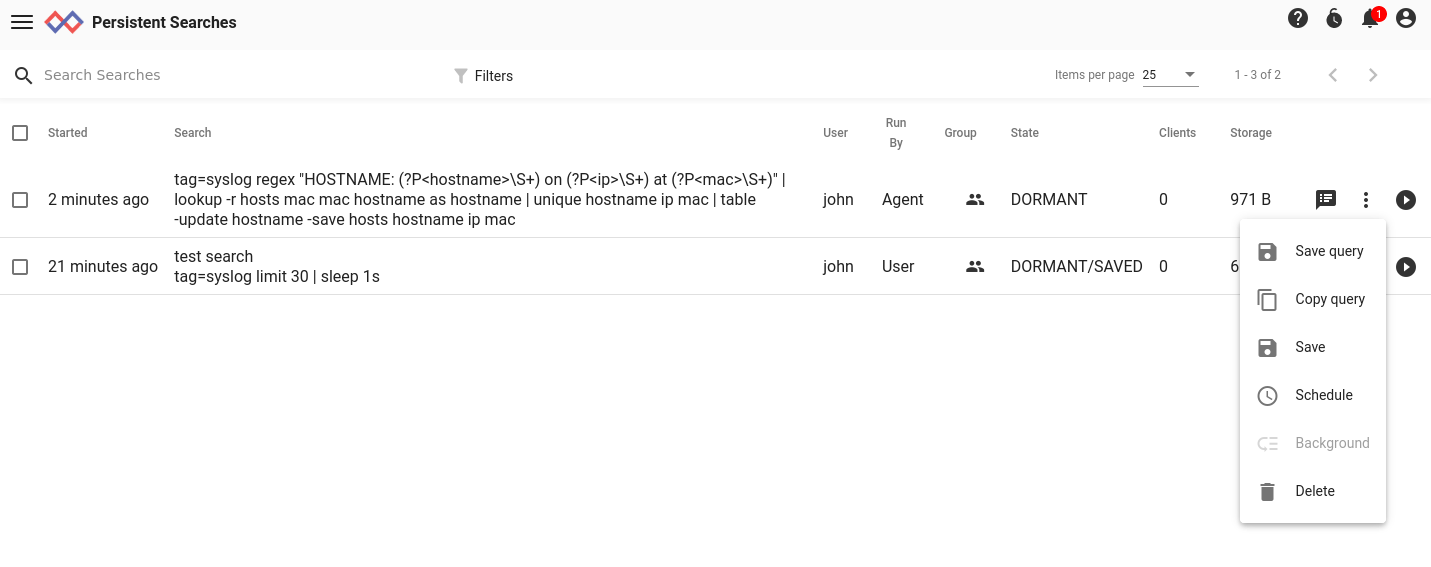 Persistent Searches
1
Search Searches
Filters
Items per page 25
1 - 3 of 2
Started Search User Run By Group State Clients Storage
2 minutes ago
tag=syslog regex "HOSTNAME: (?P<hostname>\S+) on (?P<ip>\S+) at (?P<mac>\S+)" |
lookup -r hosts mac mac hostname as hostname | unique hostname ip mac | table
-update hostname -save hosts hostname ip mac
john Agent DORMANT 0 971 B
21 minutes ago
test search
tag=syslog limit 30 | sleep 1s
john User DORMANT/SAVED 0 6
Save query
Copy query
Save
Schedule
Background
Delete